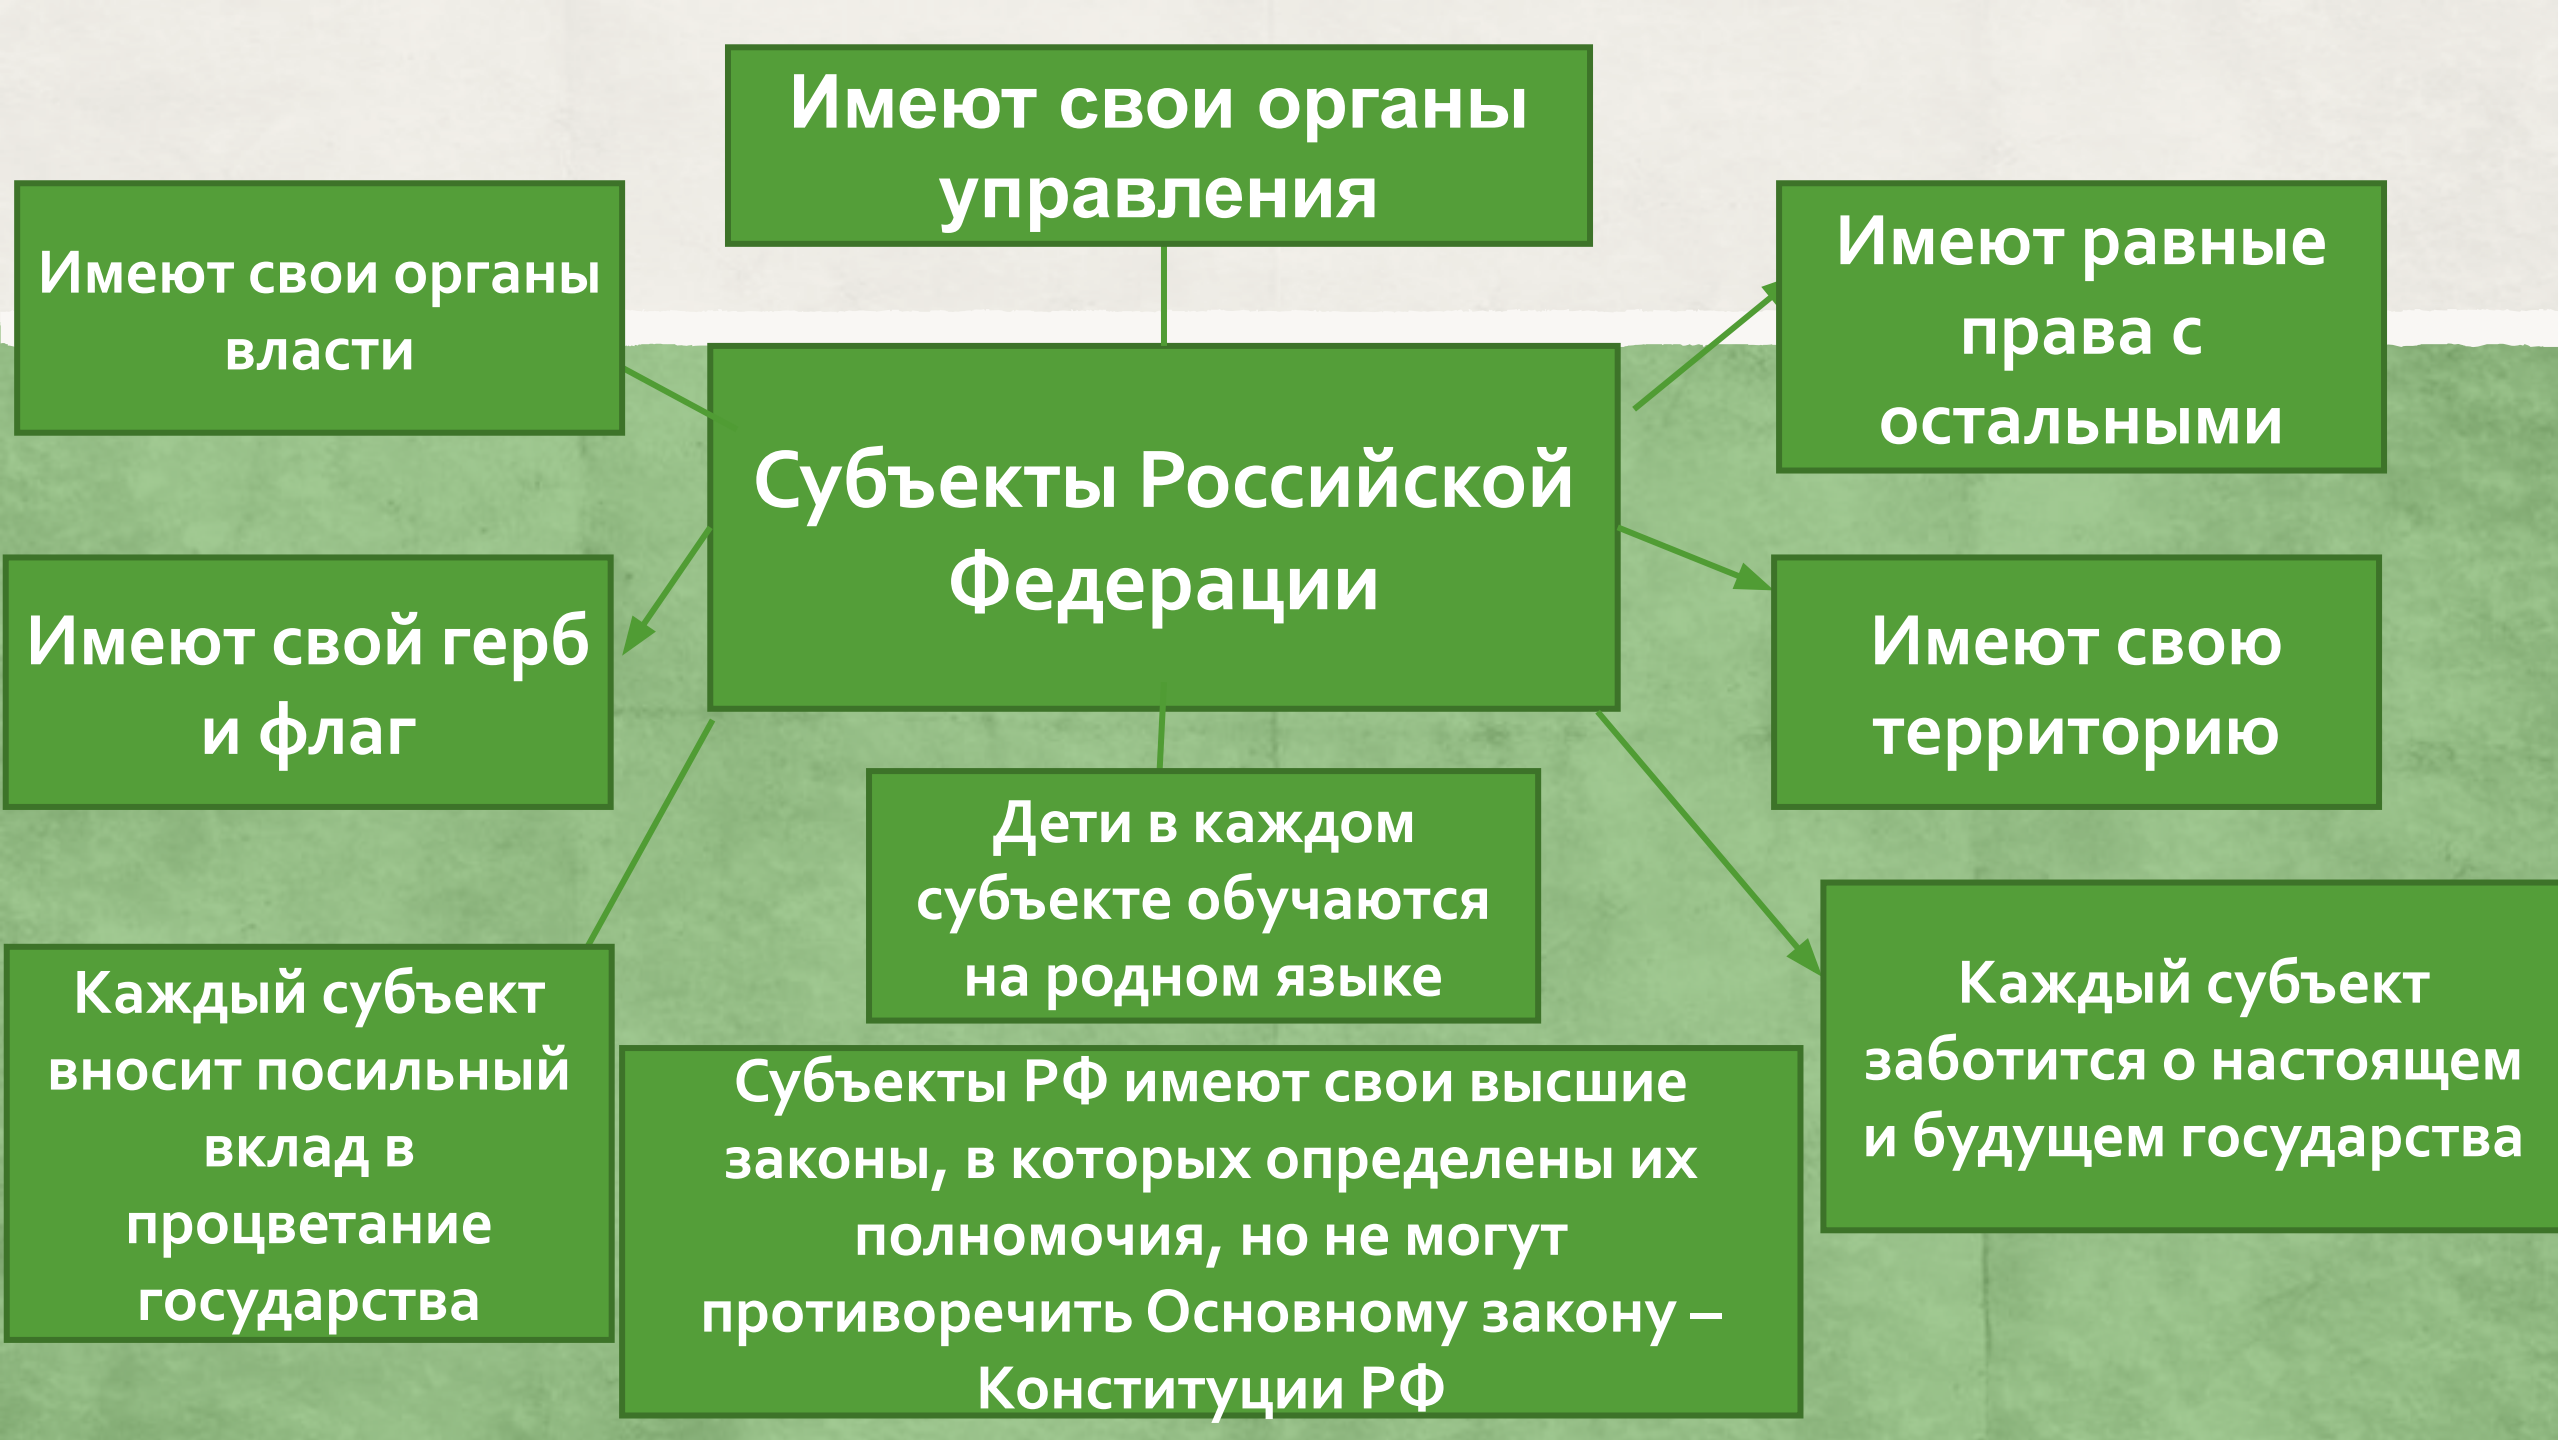 Имеют свои органы
управления
Имеют свои органы
власти
Имеют равные
права с
остальными
Субъекты Российской
Федерации
Имеют свой герб
и флаг
Имеют свою
территорию
Дети в каждом
субъекте обучаются
на родном языке
Каждый субъект
вносит посильный
вклад в
процветание
государства
Каждый субъект
заботится о настоящем
и будущем государства
Субъекты РФ имеют свои высшие
законы, в которых определены их
полномочия, но не могут
противоречить Основному закону –
Конституции РФ